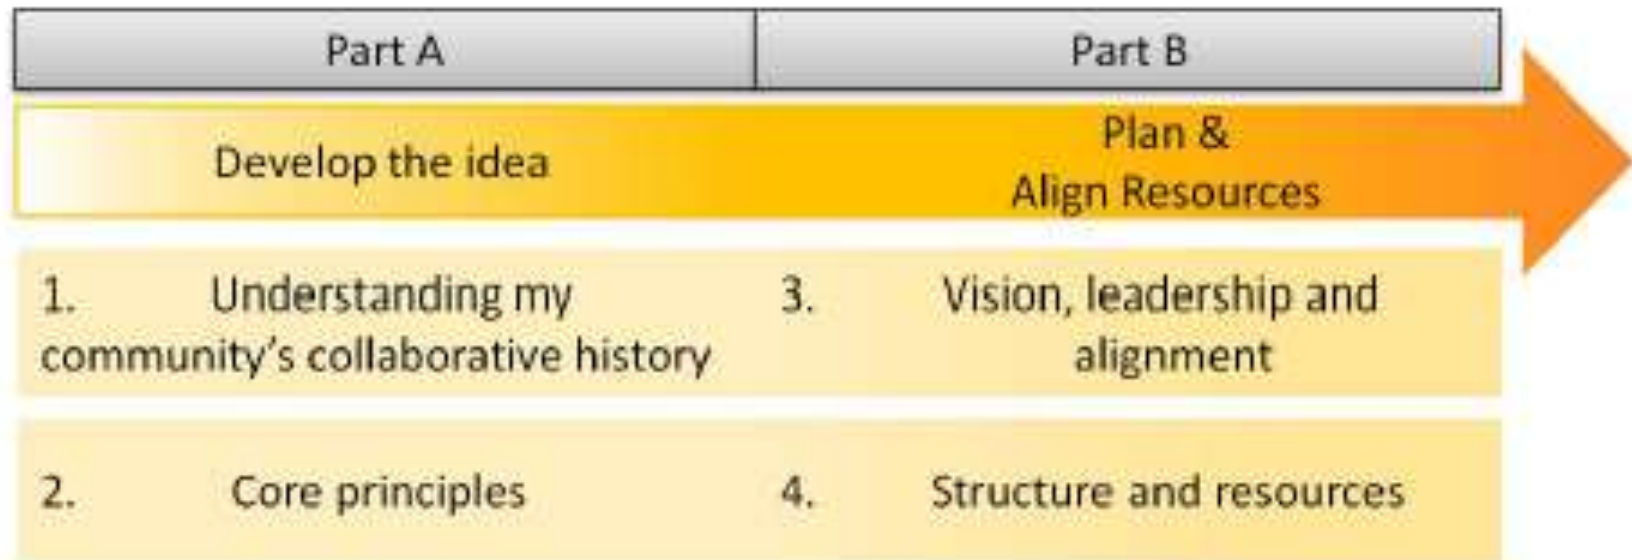 Part A
Part B
Develop the idea
Plan &
Align Resources
1. Understanding my
community's collaborative history
3. Vision, leadership and
alignment
2. Core principles
4. Structure and resources